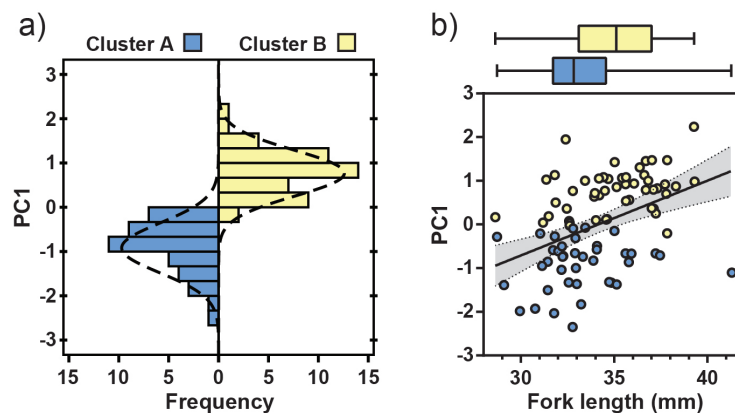 a)
Cluster A
Cluster B
3
2
1
0
-1
-2
-3
PC1
15 10 5 0 5 10 15
Frequency
b)
3
2
1
0
-1
-2
-3
PC1
30 35 40
Fork length (mm)